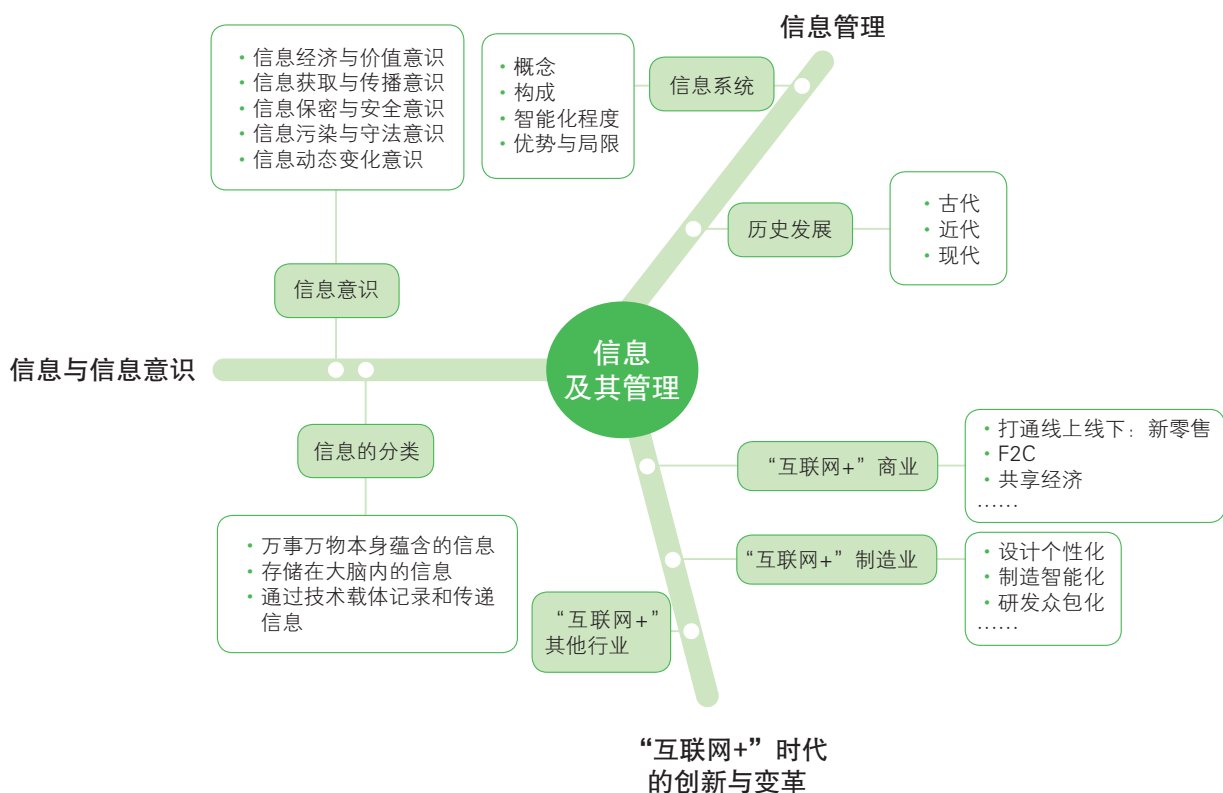 信息管理
• 信息经济与价值意识
• 信息获取与传播意识
• 信息保密与安全意识
• 信息污染与守法意识
• 信息动态变化意识
• 概念
• 构成
• 智能化程度
• 优势与局限
信息系统
历史发展
• 古代
• 近代
• 现代
信息意识
信息与信息意识
信息
及其管理
信息的分类
• 万事万物本身蕴含的信息
• 存储在大脑内的信息
• 通过技术载体记录和传递
信息
“互联网+”商业
• 打通线上线下：新零售
• F2C
• 共享经济
……
“互联网+”制造业
• 设计个性化
• 制造智能化
• 研发众包化
……
“互联网+”
其他行业
“互联网+”时代
的创新与变革